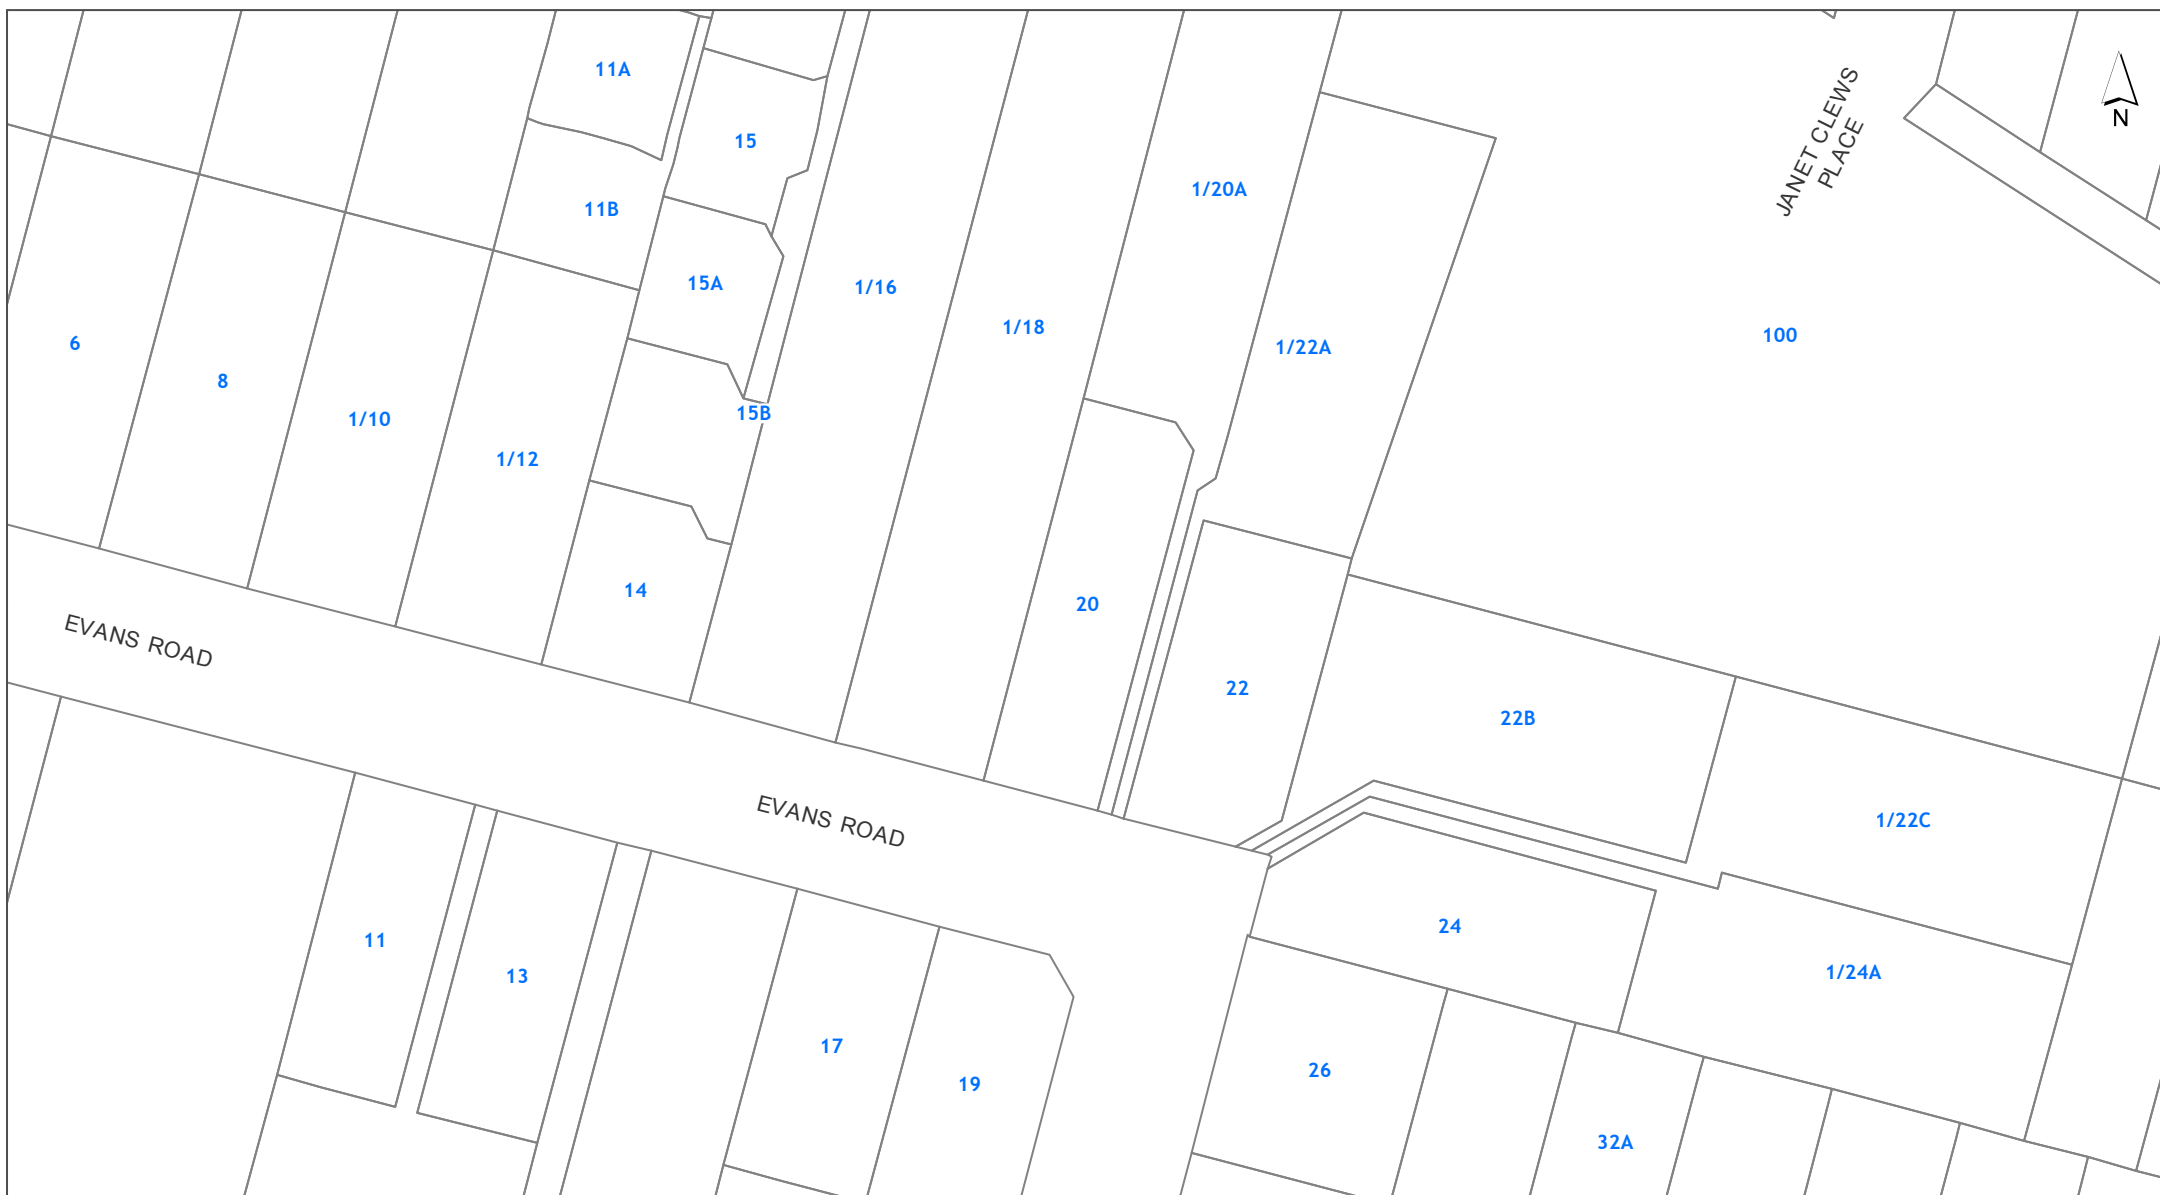 11A
JANET CLEWS
PLACE
N
15
1/20A
11B
15A
1/16
1/18
100
6
1/22A
8
15B
1/10
1/12
14
20
EVANS ROAD
22
22B
EVANS ROAD
1/22C
24
11
13
1/24A
17
26
19
32A